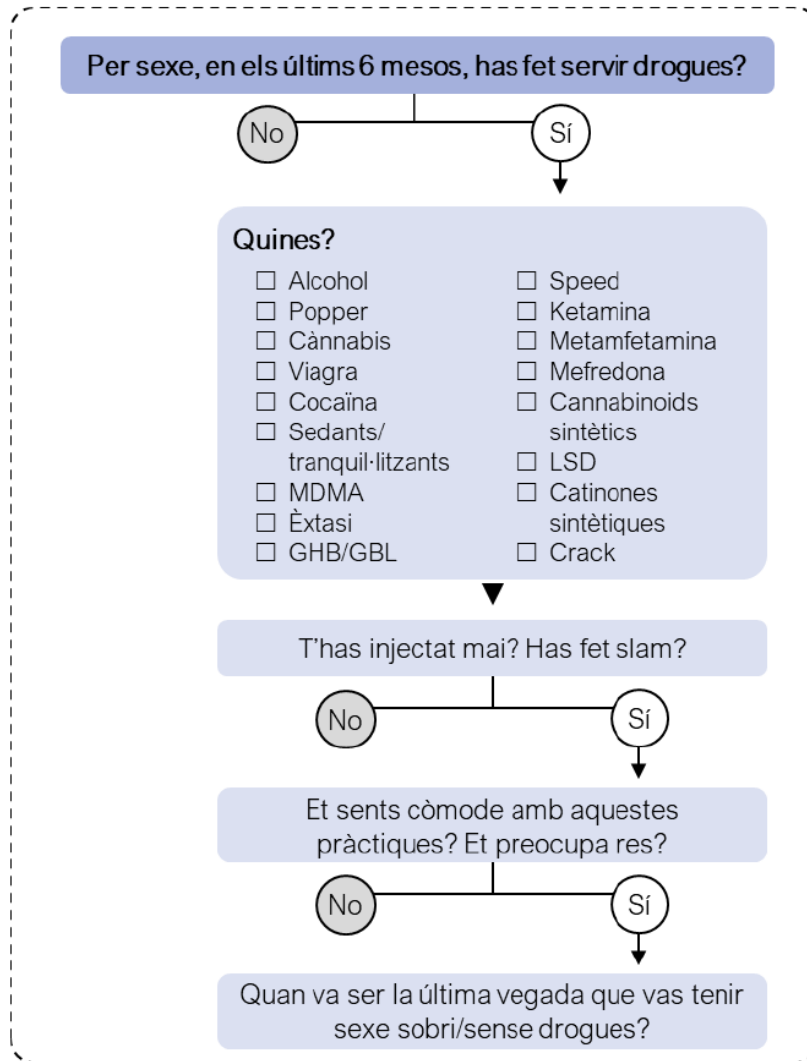 Per sexe, en els últims 6 mesos, has fet servir drogues?
No
Sí
Quines?
☐ Alcohol
☐ Popper
☐ Cànnabis
☐ Viagra
☐ Cocaïna
☐ Sedants/
tranquil·litzants
☐ MDMA
☐ Èxtasi
☐ GHB/GBL
☐ Speed
☐ Ketamina
☐ Metamfetamina
☐ Mefredona
☐ Cannabinoids
sintètics
☐ LSD
☐ Catinones
sintètiques
☐ Crack
T'has injectat mai? Has fet slam?
No
Sí
Et sents còmode amb aquestes
pràctiques? Et preocupa res?
No
Sí
Quan va ser la última vegada que vas tenir
sexe sobri/sense drogues?